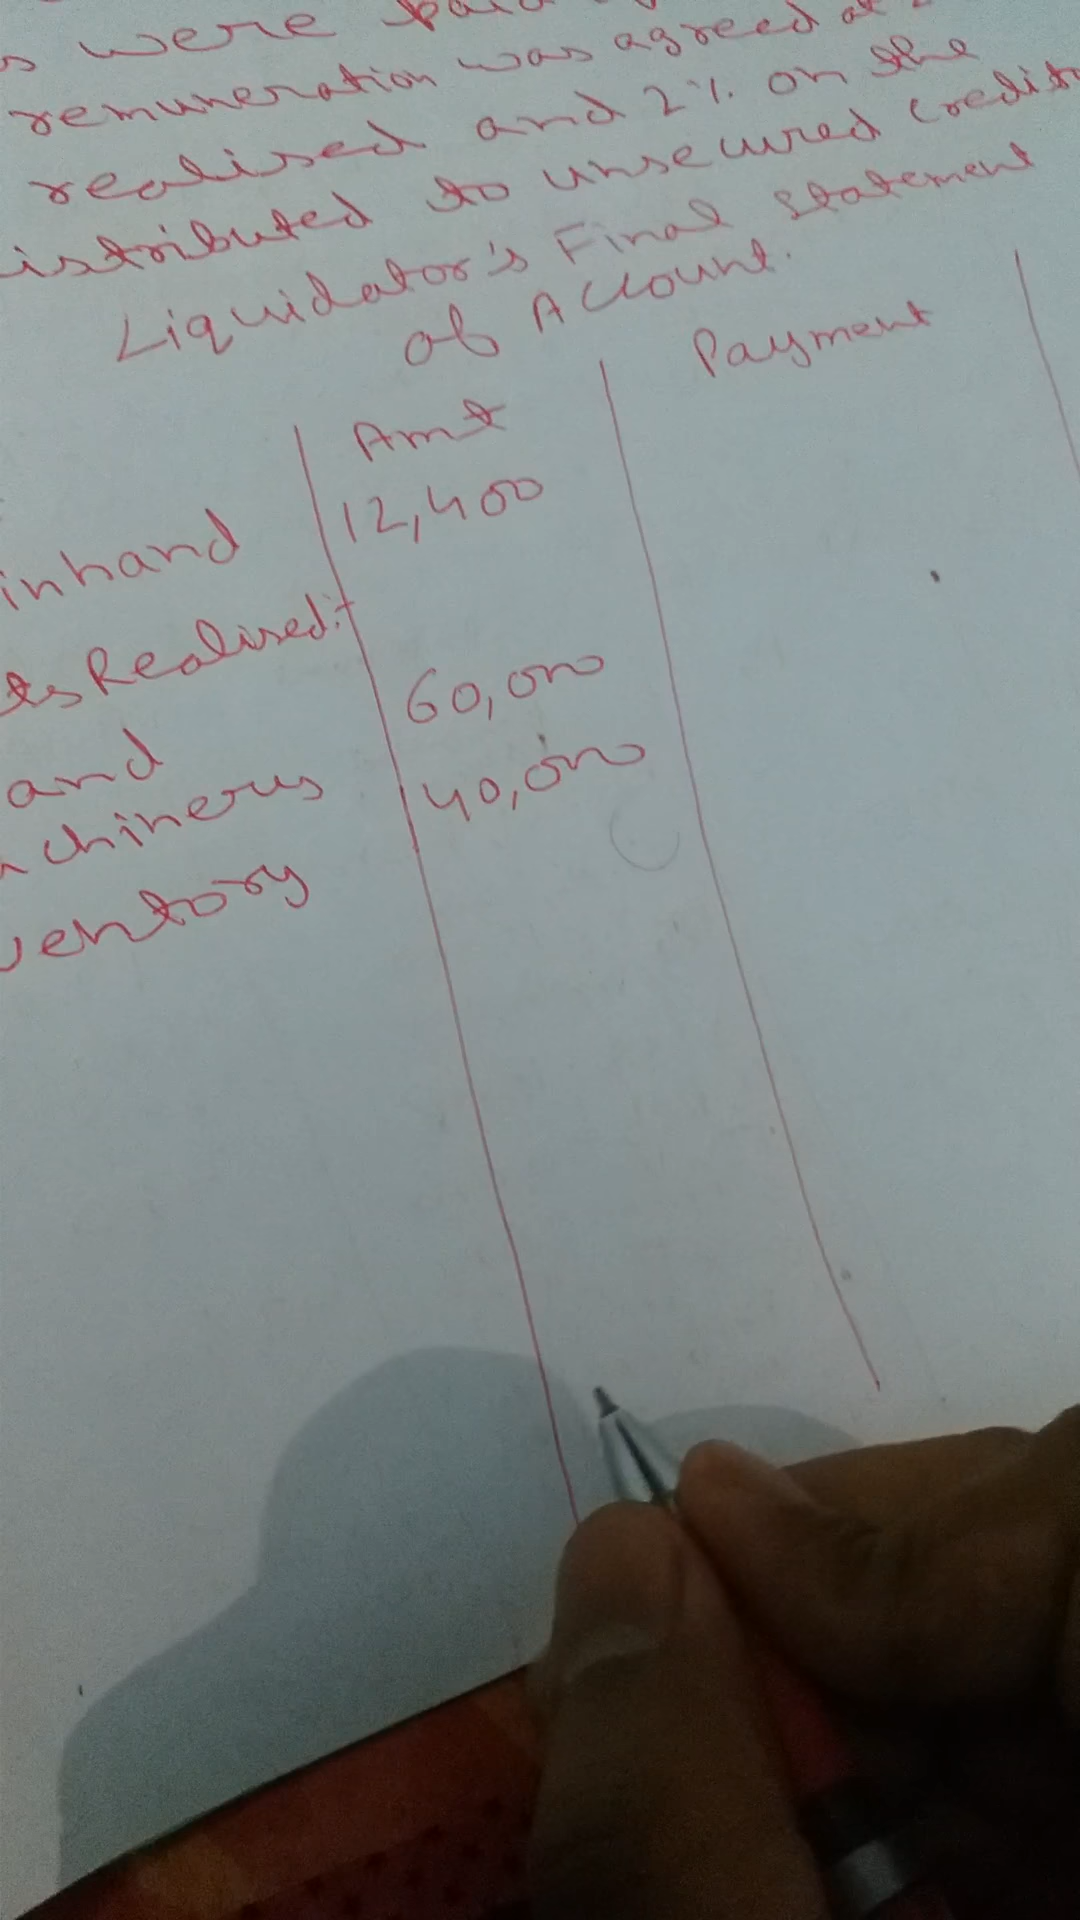 were
remuneration was agreed at
realised and 2% on the
istributed to unsecured Credit
Liquidator's Final Statement
of Account.
Amt
Payment
inhand
12,400
ts Realised:-
and
60,000
chinerys
40,000
ventory